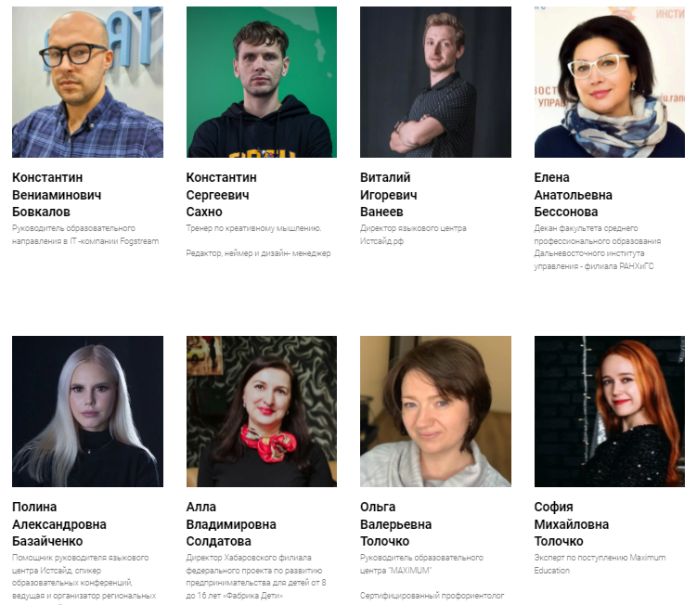 Константин
Вениаминович
Бовкалов
Руководитель образовательного
направления в IT-компании Fogstream
Константин
Сергеевич
Сахно
Тренер по креативному мышлению.
Редактор, неймер и дизайн- менеджер
Виталий
Игоревич
Ванеев
Директор языкового центра
Истсайд.рф
Елена
Анатольевна
Бессонова
Декан факультета среднего
профессионального образования
Дальневосточного института
управления - филиала РАНХиГС
Полина
Александровна
Базайченко
Помощник руководителя языкового
центра Истсайд, спикер
образовательных конференций,
ведущая и организатор региональных
Алла
Владимировна
Солдатова
Директор Хабаровского филиала
федерального проекта по развитию
предпринимательства для детей от 8
до 16 лет «Фабрика Дети»
Ольга
Валерьевна
Толочко
Руководитель образовательного
центра "MAXIMUM"
Сертифицированный профориентолог
София
Михайловна
Толочко
Эксперт по поступлению Maximum
Education